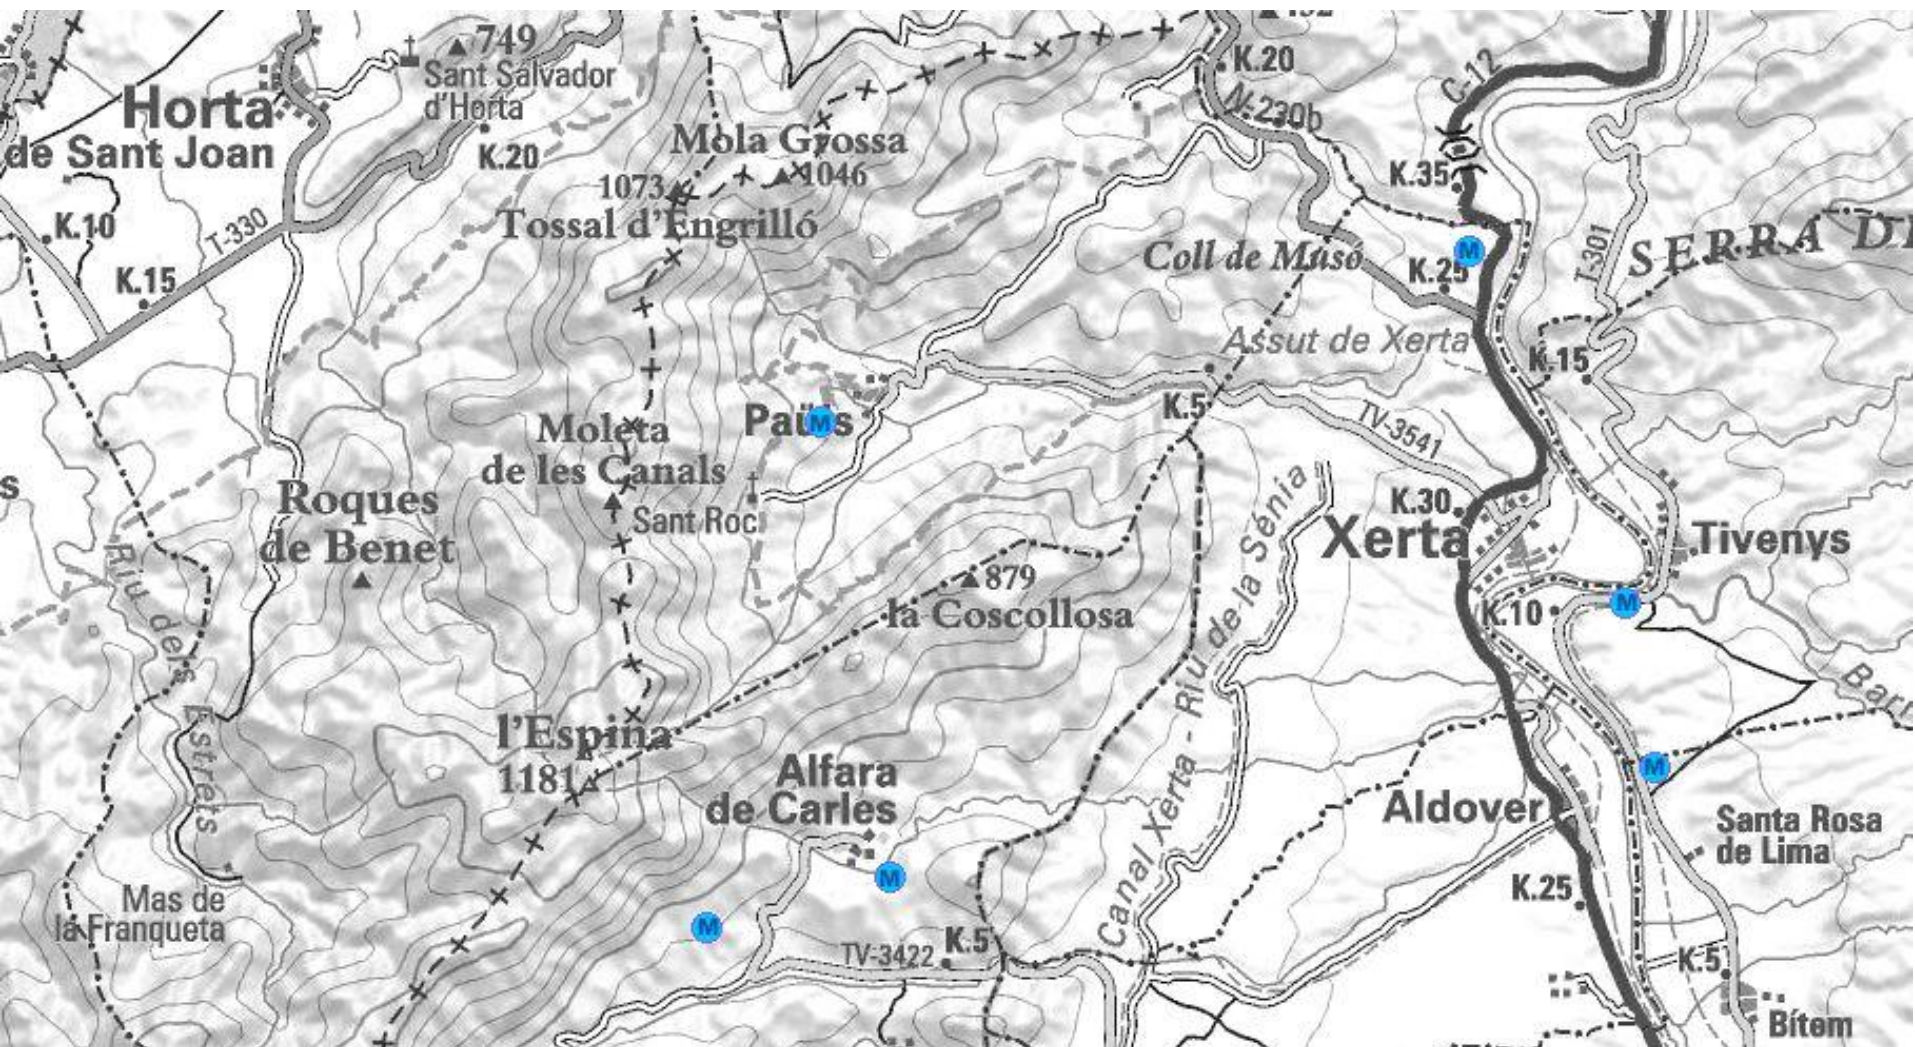 749
Sant Salvador
d'Horta
K.20
C-12
Horta
de Sant Joan
K.20
N-230b
Mola Grossa
1046
1073
Tossal d'Engrilló
K.35
K.10
T-330
K.15
Coll de Musó
K.25
M
T-301
SERRA DE
Assut de Xerta
K.15
K.5
TV-3541
Paüls
M
Moleta
de les Canals
Sant Roc
Roques
de Benet
K.30
Xerta
Tivenys
Riu dels Estrets
879
la Coscollosa
Canal Xerta - Riu de la Sénia
K.10
M
l'Espina
1181
M
Alfara
de Carles
M
Aldover
Santa Rosa
de Lima
Mas de
la Franqueta
M
K.25
TV-3422
K.5
K.5
Bítem